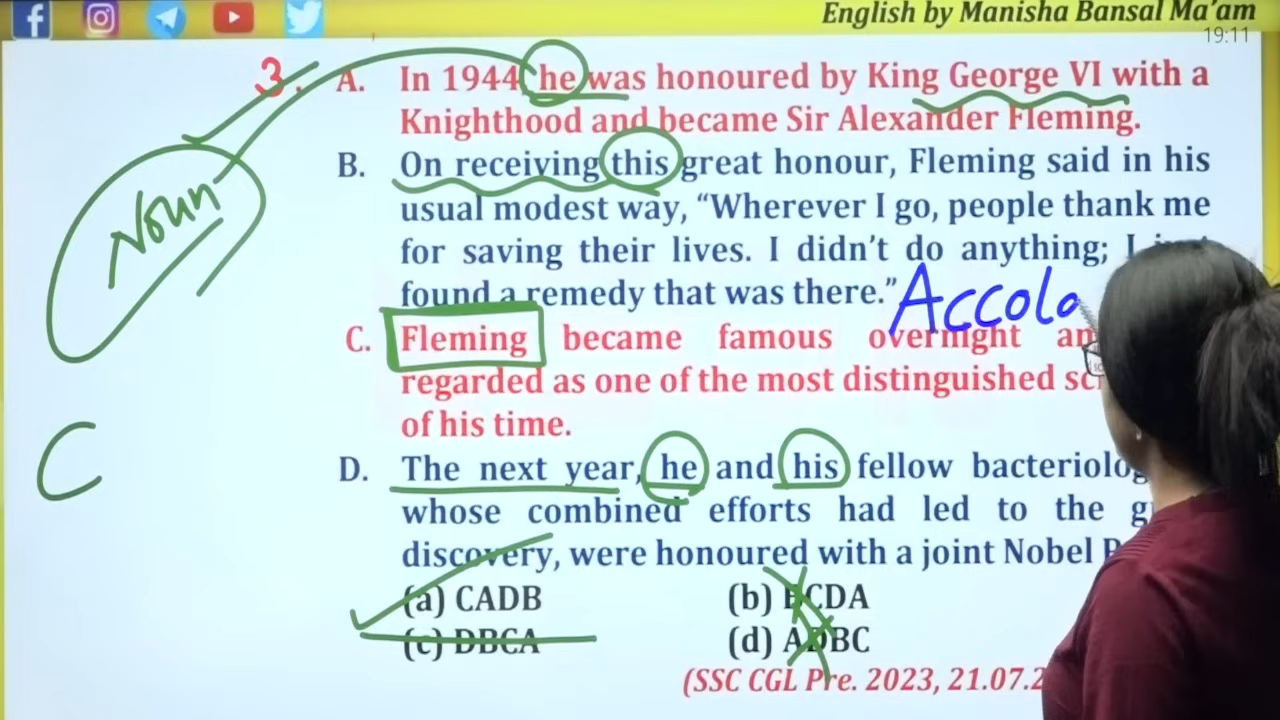 English by Manisha Bansal Ma'am
19:11
3. A. In 1944, he was honoured by King George VI with a
Knighthood and became Sir Alexander Fleming.
B. On receiving this great honour, Fleming said in his
usual modest way, “Wherever I go, people thank me
for saving their lives. I didn't do anything; I just
found a remedy that was there.”
Accolo
C. Fleming became famous overnight
regarded as one of the most distinguished
of his time.
D. The next year, he and his fellow
whose combined efforts had led to the
discovery, were honoured with a joint Nobel
(a) CADB (b) BCDA
(c) DBCA (d) ADBC
(SSC CGL Pre. 2023, 21.07.2
Noun
C